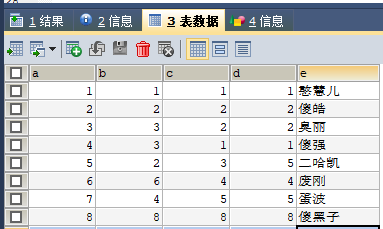 1 结果 2 信息 3 表数据 4 信息
a b c d e
1 1 1 1 憨慧儿
2 2 2 2 傻皓
3 3 2 2 臭丽
4 3 1 1 傻强
5 2 3 5 二哈凯
6 6 4 4 废刚
7 4 5 5 蛋波
8 8 8 8 傻黑子